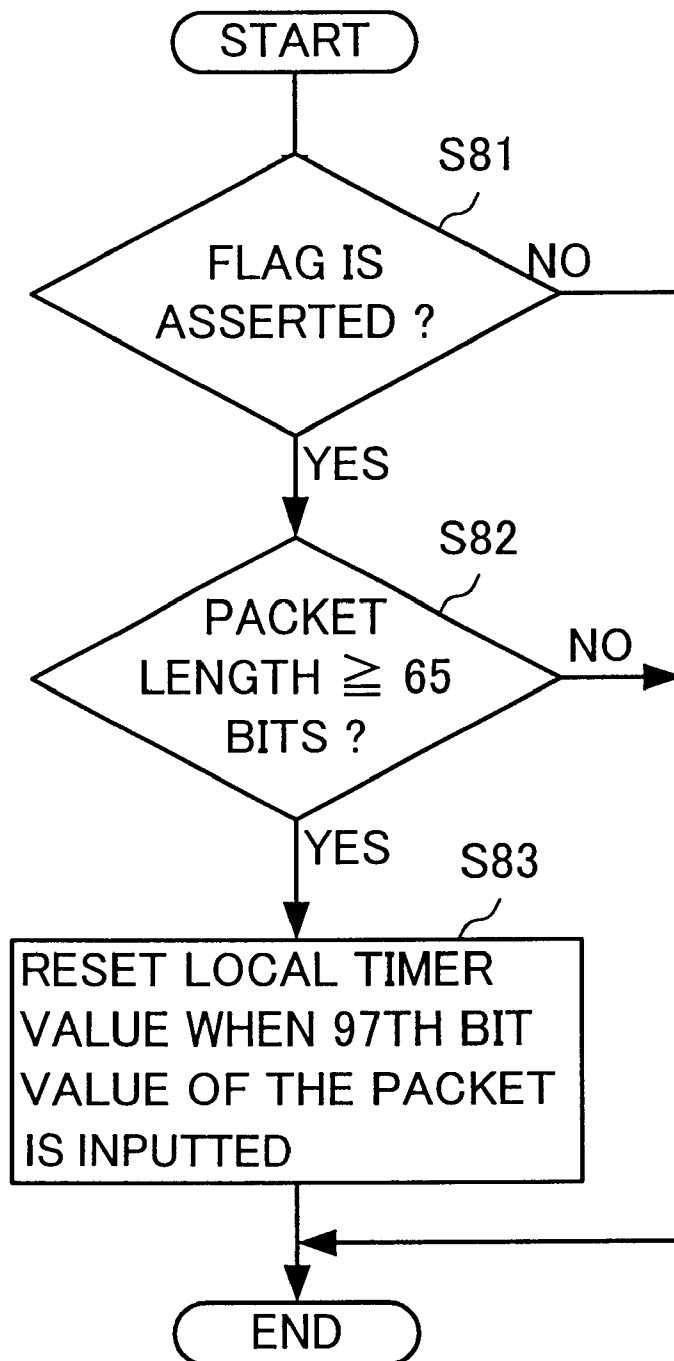 START
S81
FLAG IS
ASSERTED ?
NO
YES
S82
PACKET
LENGTH ≧ 65
BITS ?
NO
YES
S83
RESET LOCAL TIMER
VALUE WHEN 97TH BIT
VALUE OF THE PACKET
IS INPUTTED
END